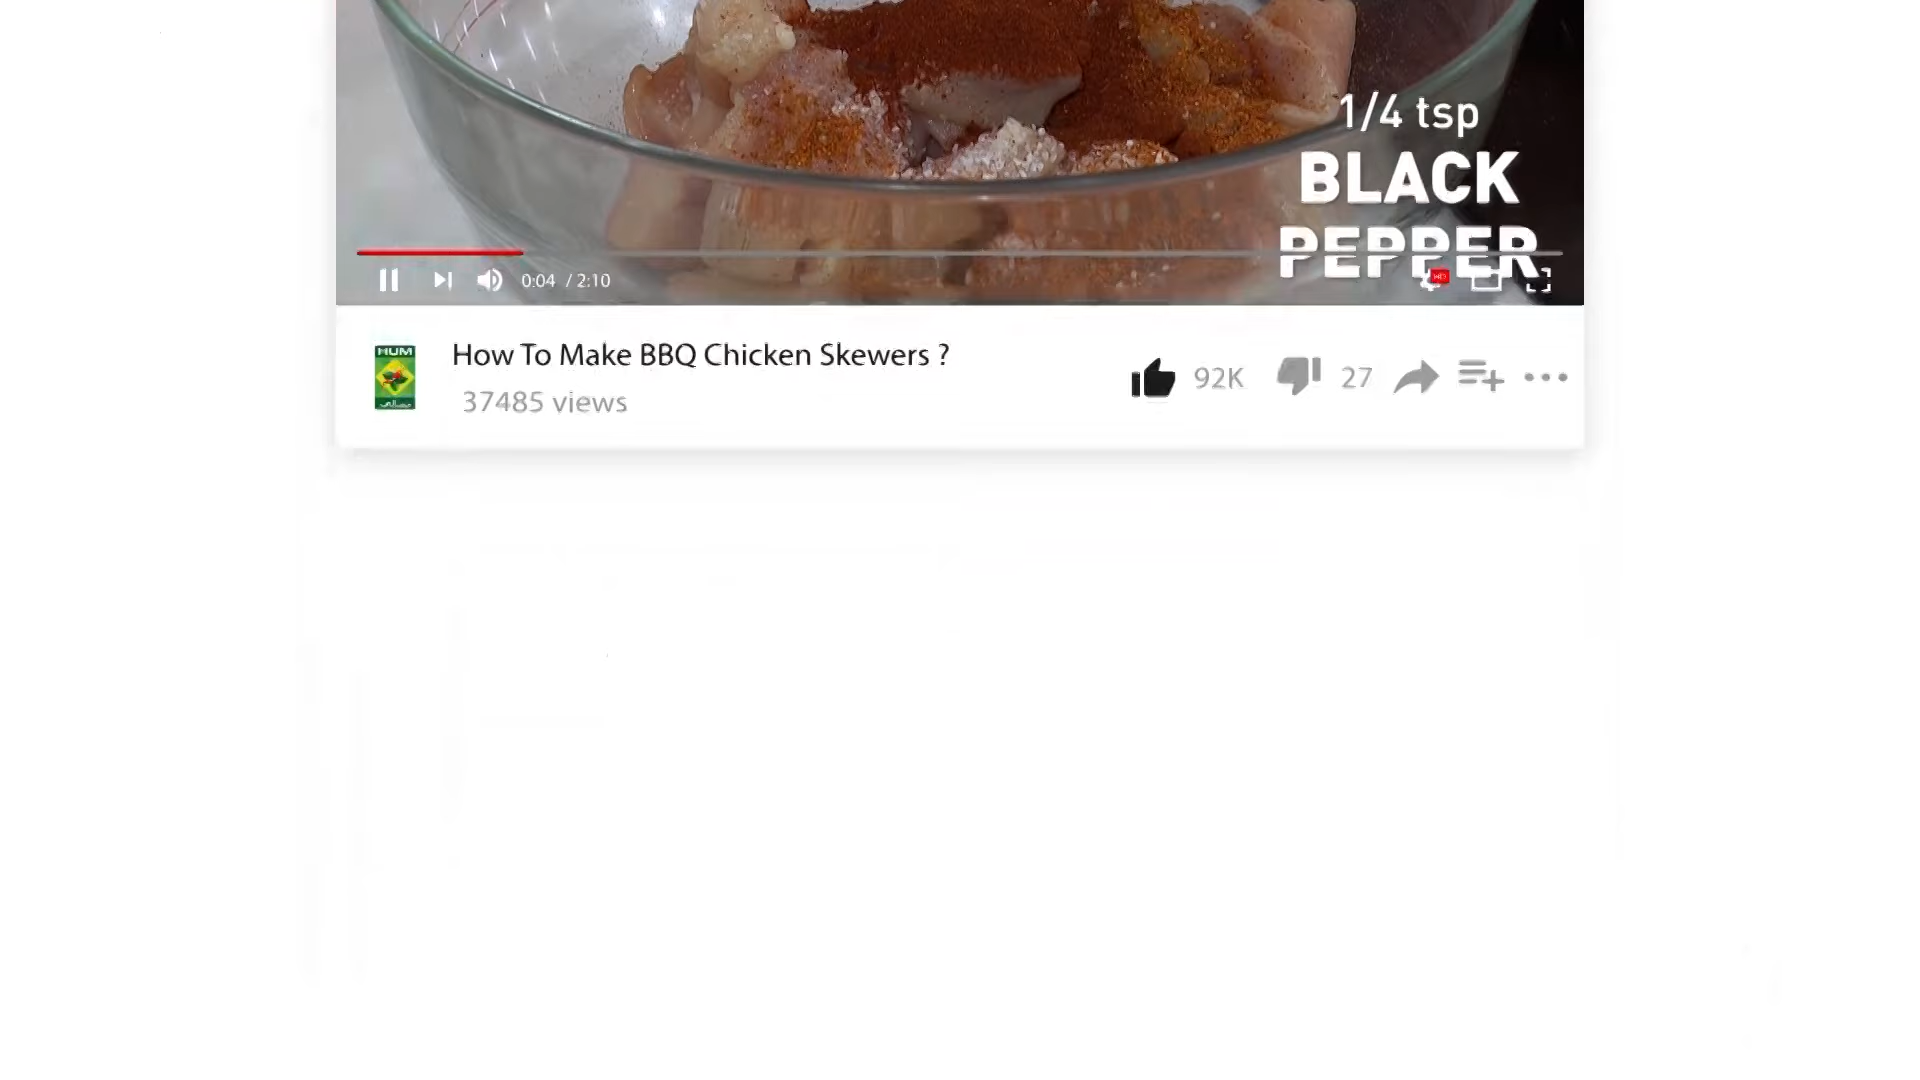 1/4 tsp
BLACK
PEPPER
0:04 / 2:10
HUM
How To Make BBQ Chicken Skewers ?
37485 views
92K
27